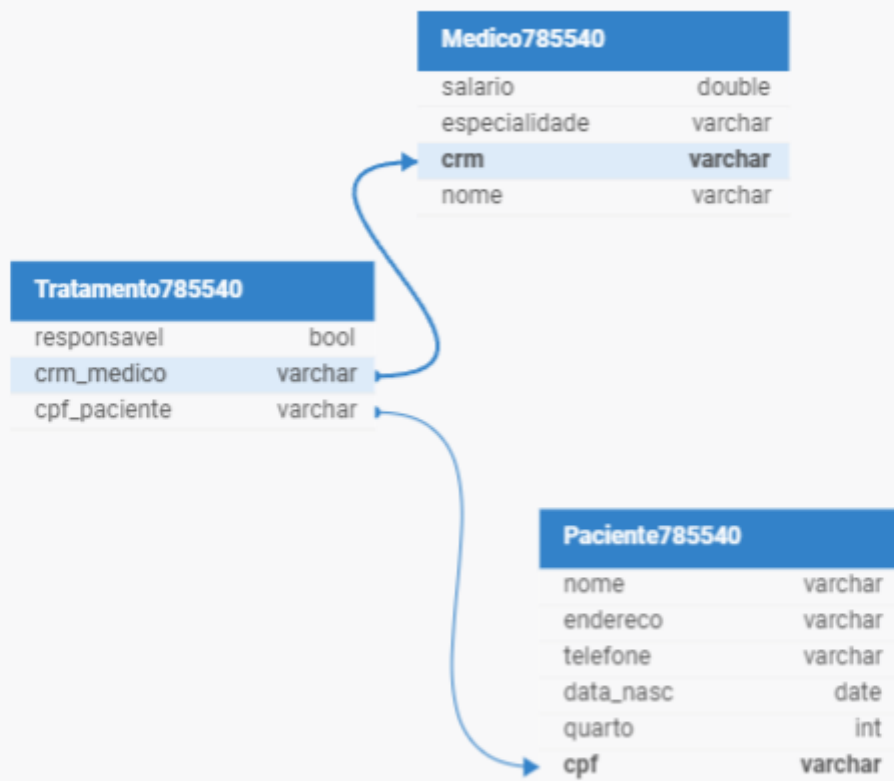 Medico785540
salario double
especialidade varchar
crm varchar
nome varchar
Tratamento785540
responsavel bool
crm_medico varchar
cpf_paciente varchar
Paciente785540
nome varchar
endereco varchar
telefone varchar
data_nasc date
quarto int
cpf varchar